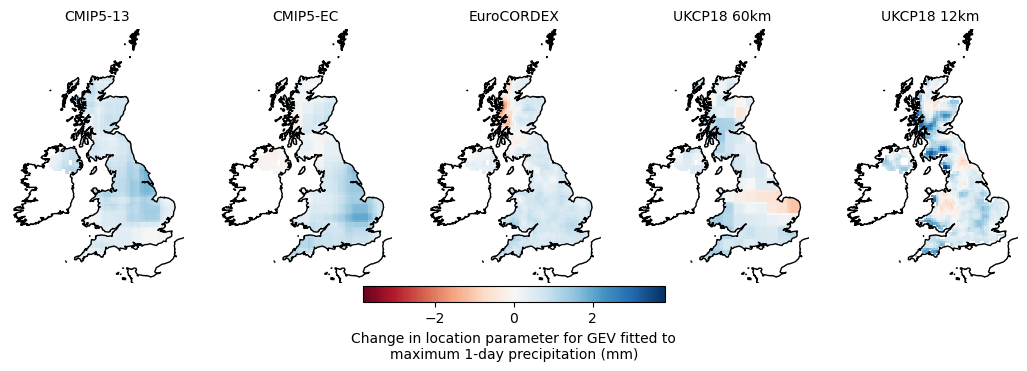 CMIP5-13 CMIP5-EC EuroCORDEX UKCP18 60km UKCP18 12km
−2 0 2
Change in location parameter for GEV fitted to
maximum 1-day precipitation (mm)